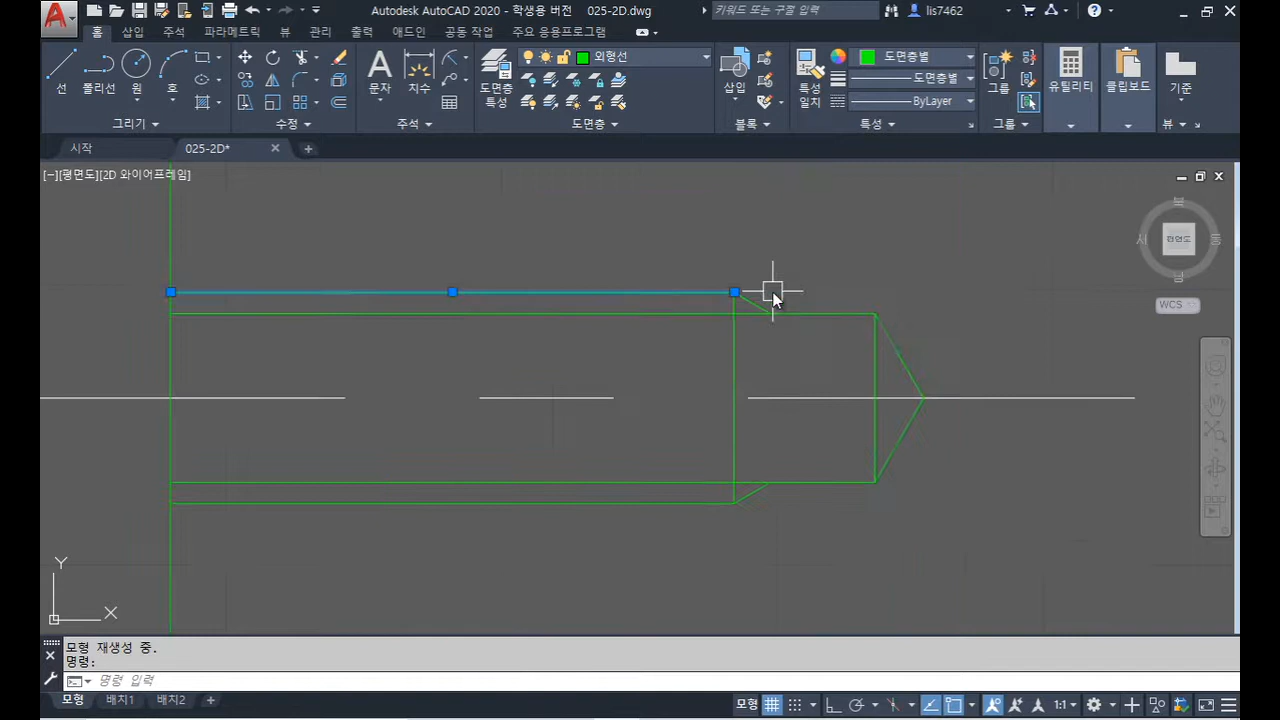 Autodesk AutoCAD 2020 - 학생용 버전 025-2D.dwg
키워드 또는 구절 입력
lis7462
홈 삽입 주석 파라메트릭 뷰 관리 출력 애드인 공동 작업 주요 응용프로그램
선 폴리선 원 호
문자 치수
도면층 특성
외형선
삽입
특성 일치
도면층별
도면층별
ByLayer
그룹 유틸리티 클립보드 기준
그리기 수정 주석 도면층 블록 특성 그룹 뷰
시작 025-2D*
[−][평면도][2D 와이어프레임]
북
서 평면도 동
남
WCS
Y
X
모형 재생성 중.
명령:
명령 입력
모형 배치1 배치2
모형 1:1